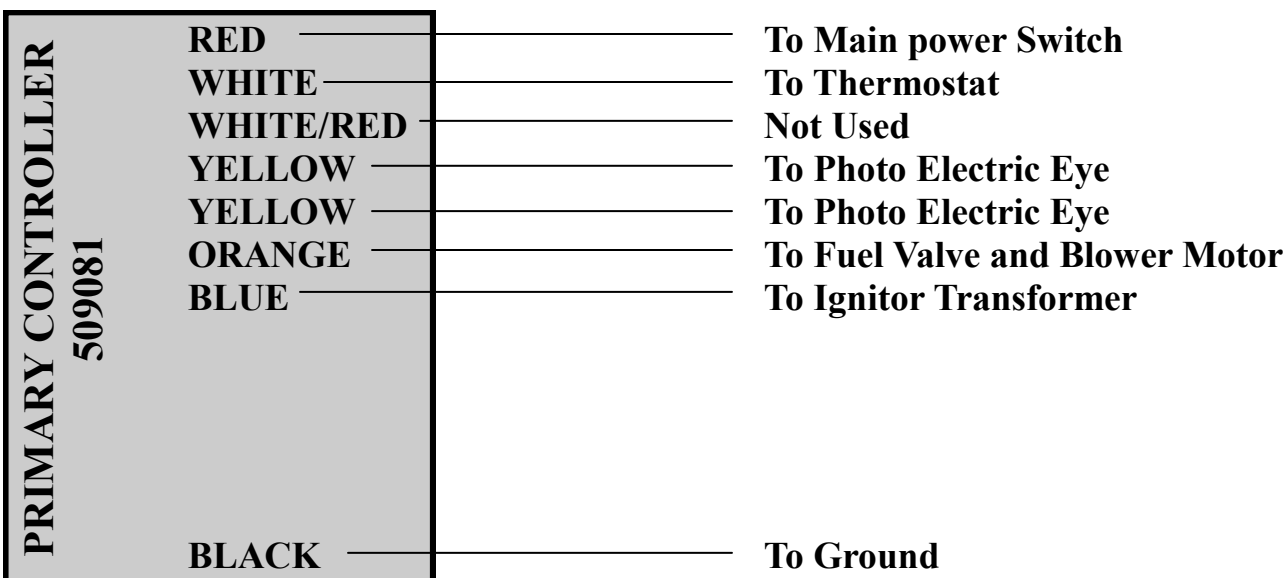 PRIMARY CONTROLLER
509081
RED To Main power Switch
WHITE To Thermostat
WHITE/RED Not Used
YELLOW To Photo Electric Eye
YELLOW To Photo Electric Eye
ORANGE To Fuel Valve and Blower Motor
BLUE To Ignitor Transformer
BLACK To Ground